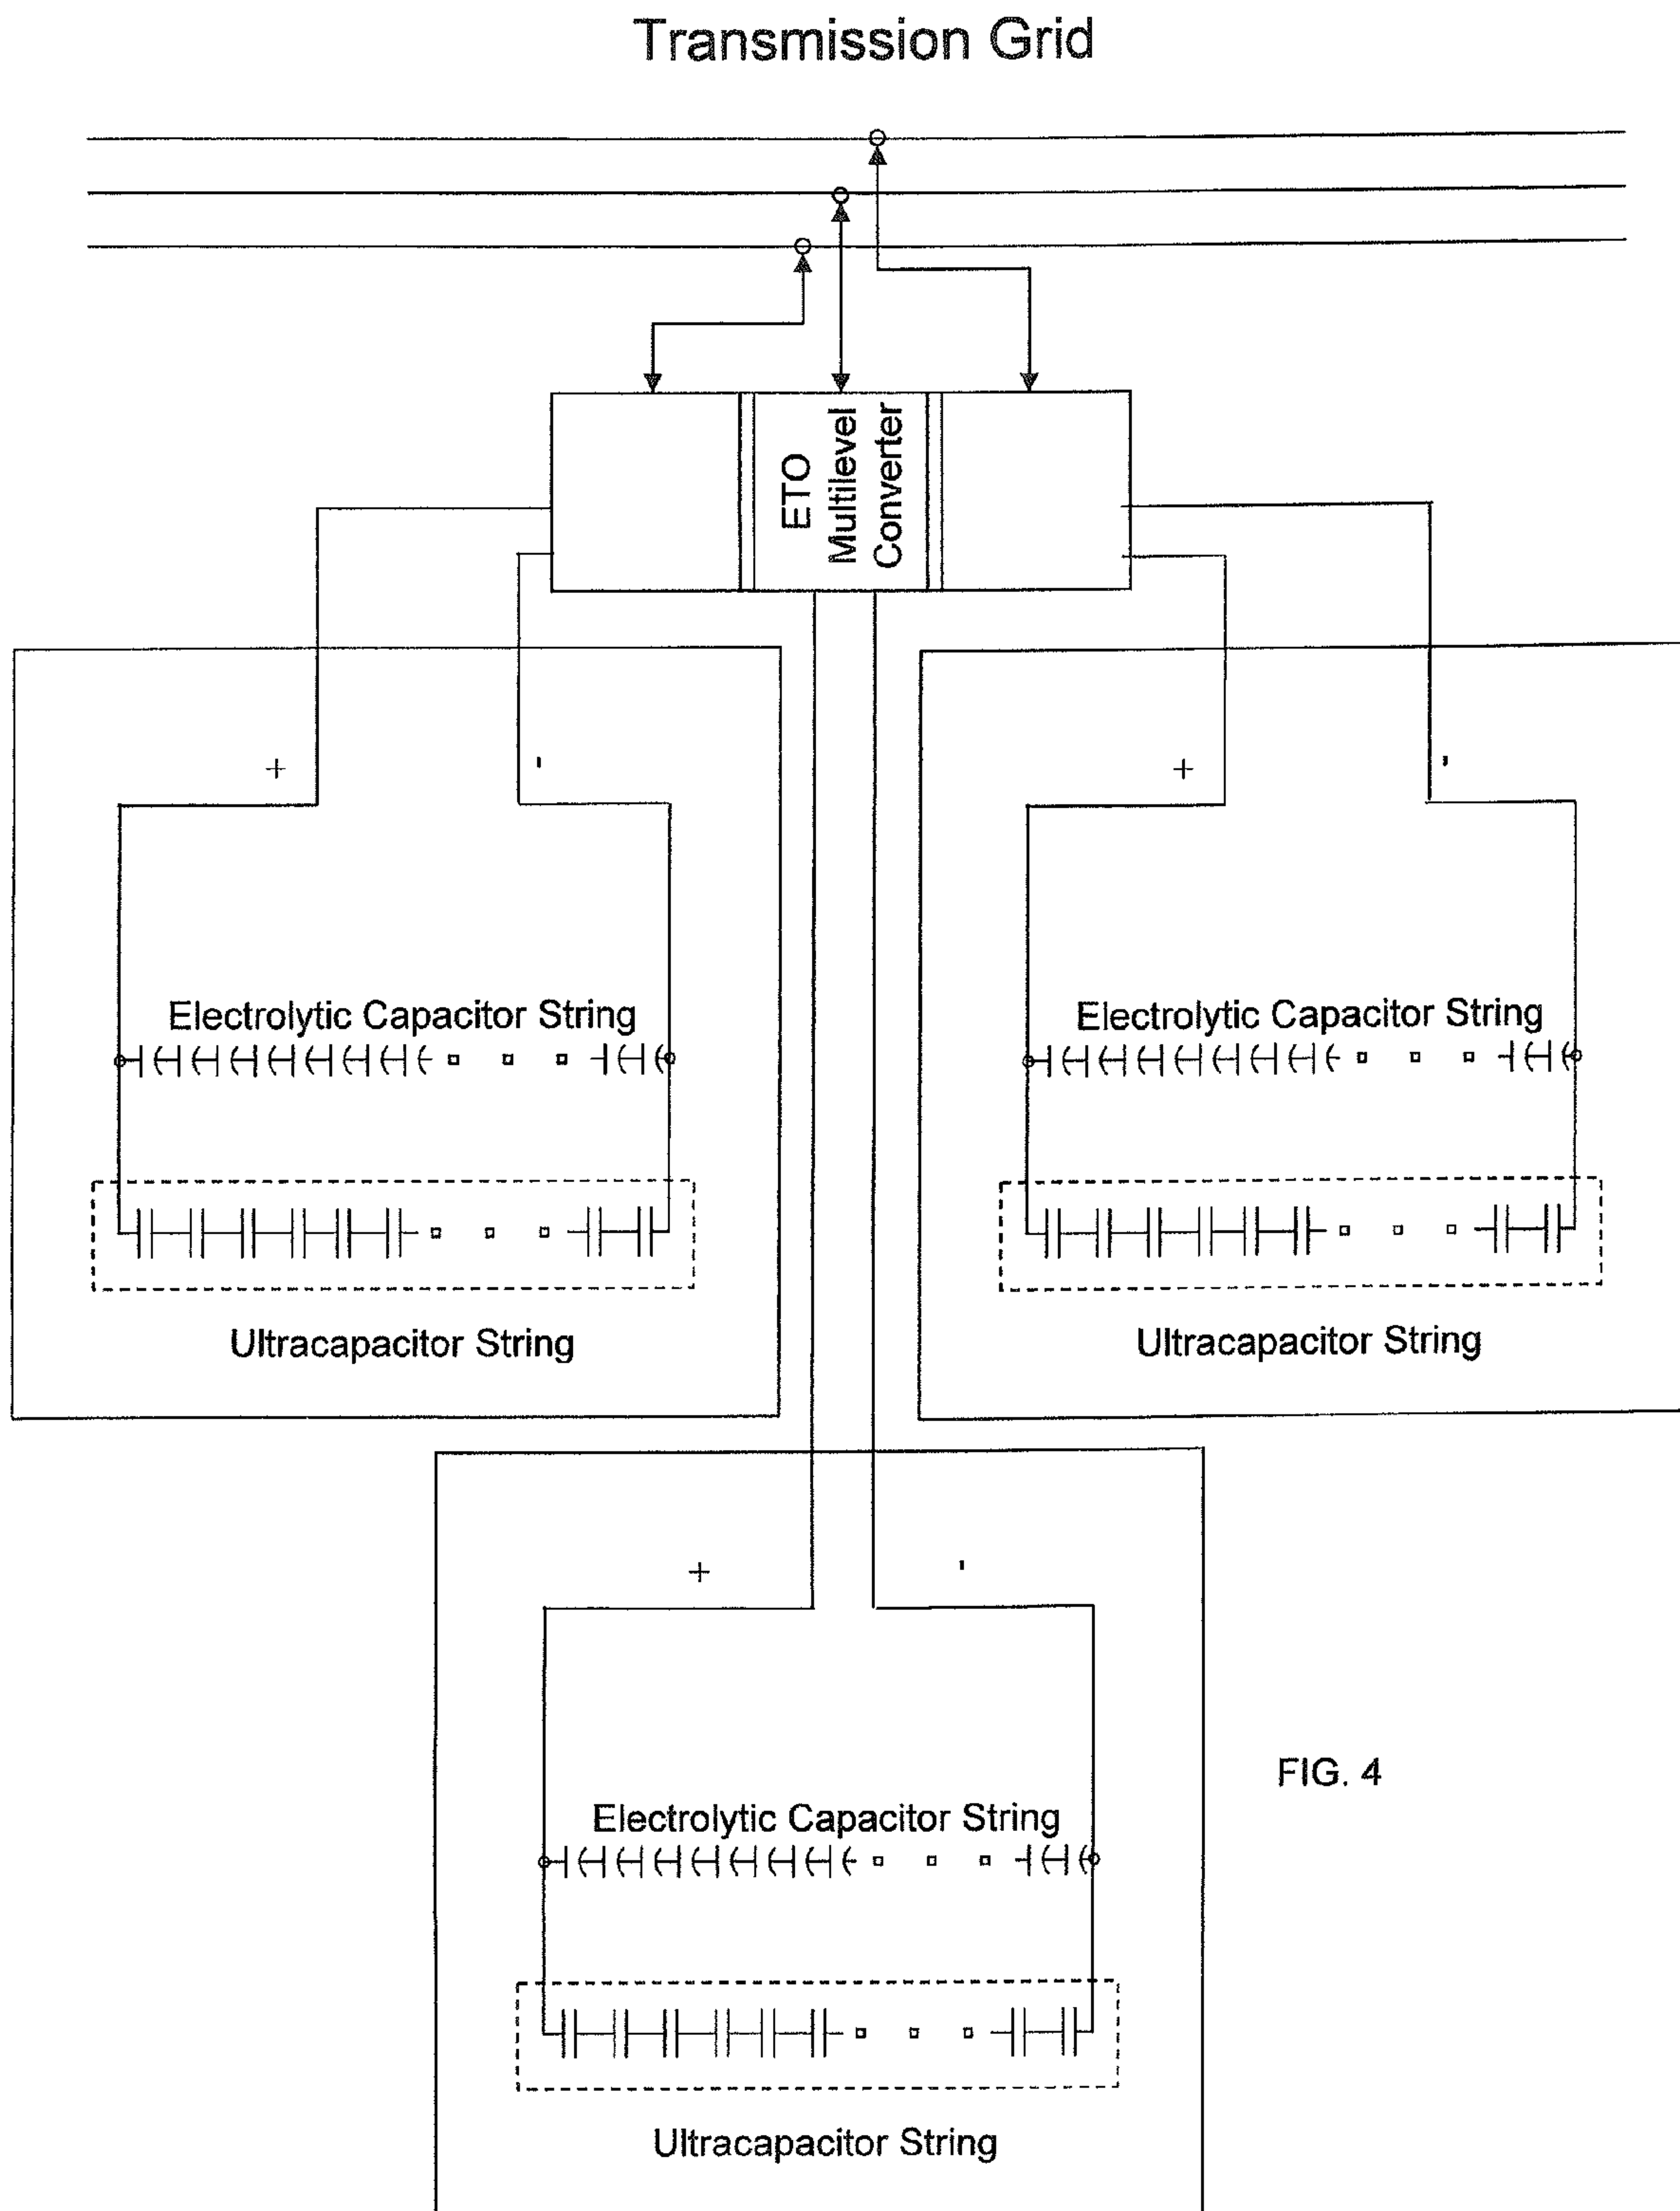 Transmission Grid
ETO
Multilevel
Converter
+ -
+ -
Electrolytic Capacitor String
Electrolytic Capacitor String
Ultracapacitor String
Ultracapacitor String
+ -
FIG. 4
Electrolytic Capacitor String
Ultracapacitor String